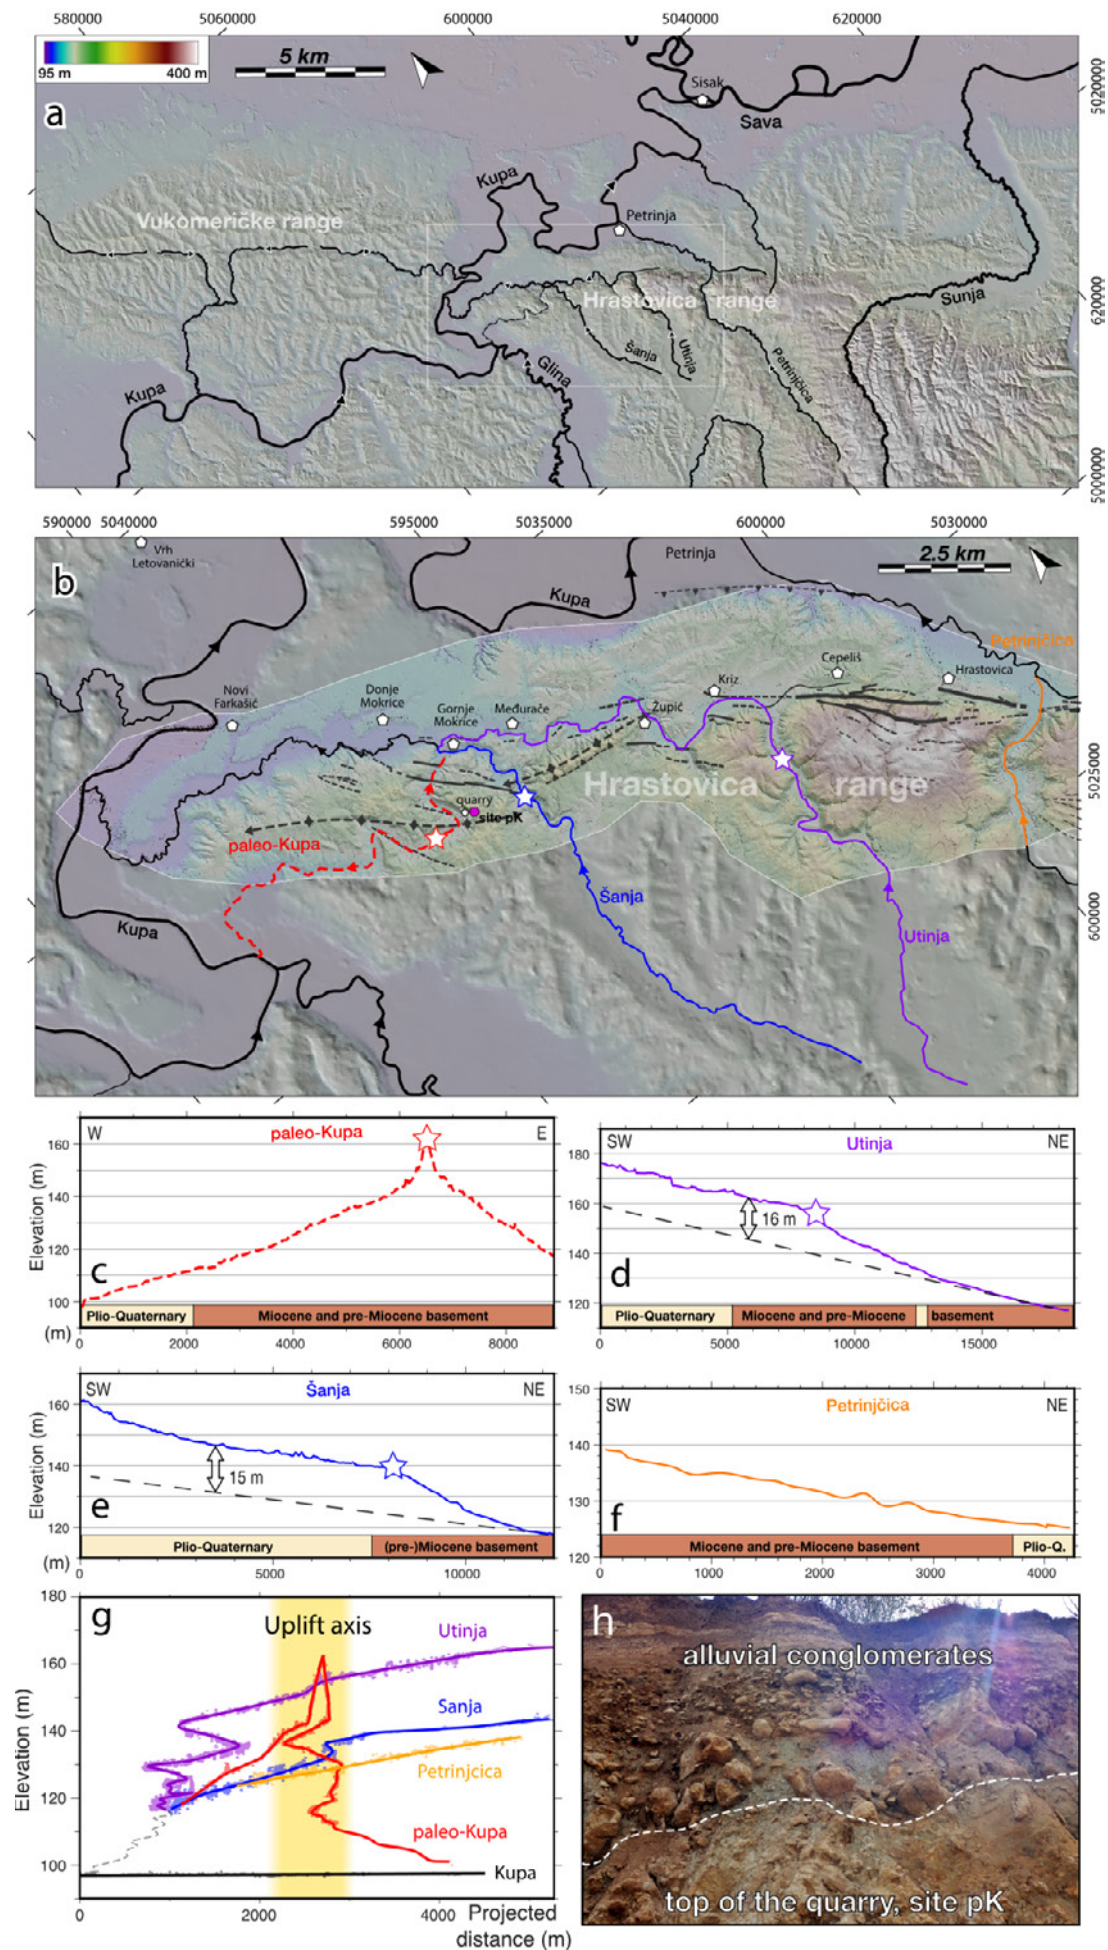 580000 5060000 600000 5040000 620000
5 km
95 m 400 m
a
Sisak
Sava
5020000
Kupa
Vukomeričke range
Petrinja
Hrastovica range
Sunja
620000
Šanja
Utinja
Petrinjčica
Glina
Kupa
5000000
590000 5040000 595000 5035000 600000 5030000
b
Vrh
Letovanićki
Petrinja
2.5 km
Kupa
Petrinjčica
Cepeliš
Hrastovica
Novi
Farkašić
Donje
Mokrice
Gornje
Mokrice
Međurače
Kriz
Župić
5025000
Hrastovica range
quarry
site pK
paleo-Kupa
Šanja
Kupa
Utinja
600000
W paleo-Kupa E
160
140
120
100
Elevation (m)
c
Plio-Quaternary Miocene and pre-Miocene basement
(m) 0 2000 4000 6000 8000
SW Utinja NE
180
160
140
120
Elevation (m)
16 m
d
Plio-Quaternary Miocene and pre-Miocene basement
0 5000 10000 15000
SW Šanja NE
160
140
120
Elevation (m)
15 m
e
Plio-Quaternary (pre-)Miocene basement
(m) 0 5000 10000
150
SW Petrinjčica NE
140
130
120
f
Miocene and pre-Miocene basement Plio-Q.
0 1000 2000 3000 4000
180
160
140
120
100
Elevation (m)
g
Uplift axis
Utinja
Sanja
Petrinjcica
paleo-Kupa
Kupa
0 2000 4000 Projected
distance (m)
h
alluvial conglomerates
top of the quarry, site pK